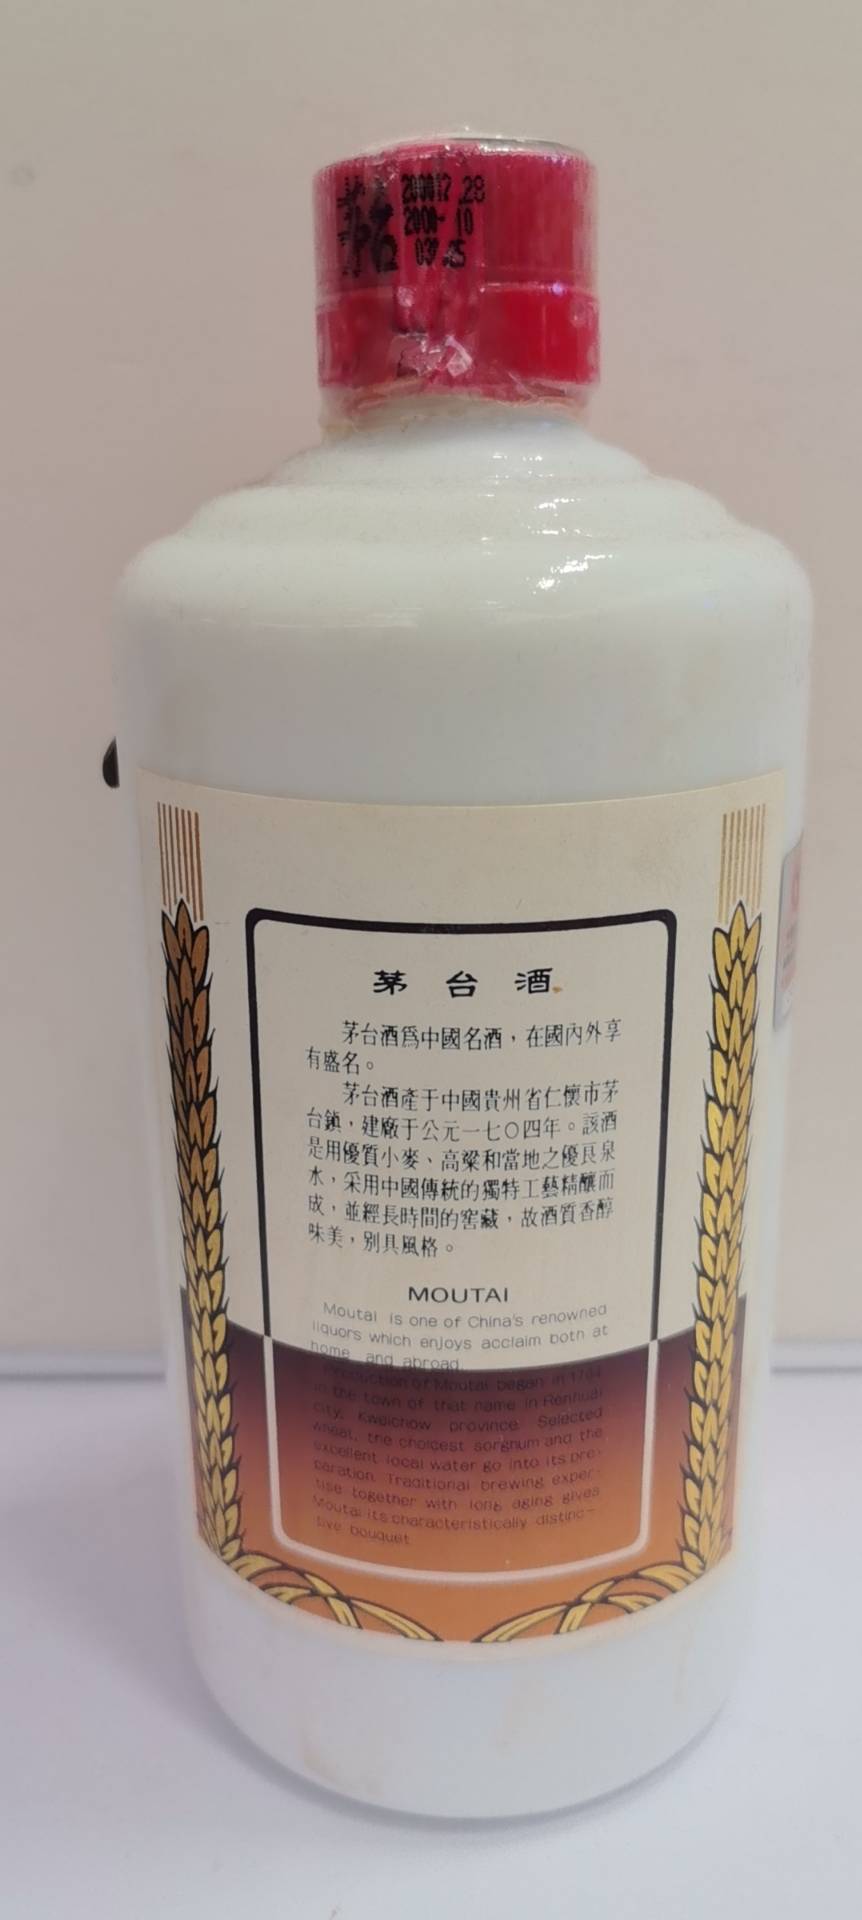 20001228
2000-10
茅台酒
茅台酒爲中國名酒，在國內外享
有盛名。
茅台酒產于中國貴州省仁懷市茅
台鎮，建廠于公元一七〇四年。該酒
是用優質小麥、高粱和當地之優良泉
水，采用中國傳統的獨特工藝精釀而
成，並經長時間的窖藏，故酒質香醇
味美，別具風格。
MOUTAI
Moutai is one of China's renowned
liquors which enjoys acclaim both at
home and abroad.
Production of Moutai began in 1704
in the town of that name in Renhuai
city, Kweichow province. Selected
wheat, the choicest sorghum and the
excellent local water go into its pre-
paration. Traditional brewing exper-
tise together with long aging gives
Moutai its characteristically distinc-
tive bouquet